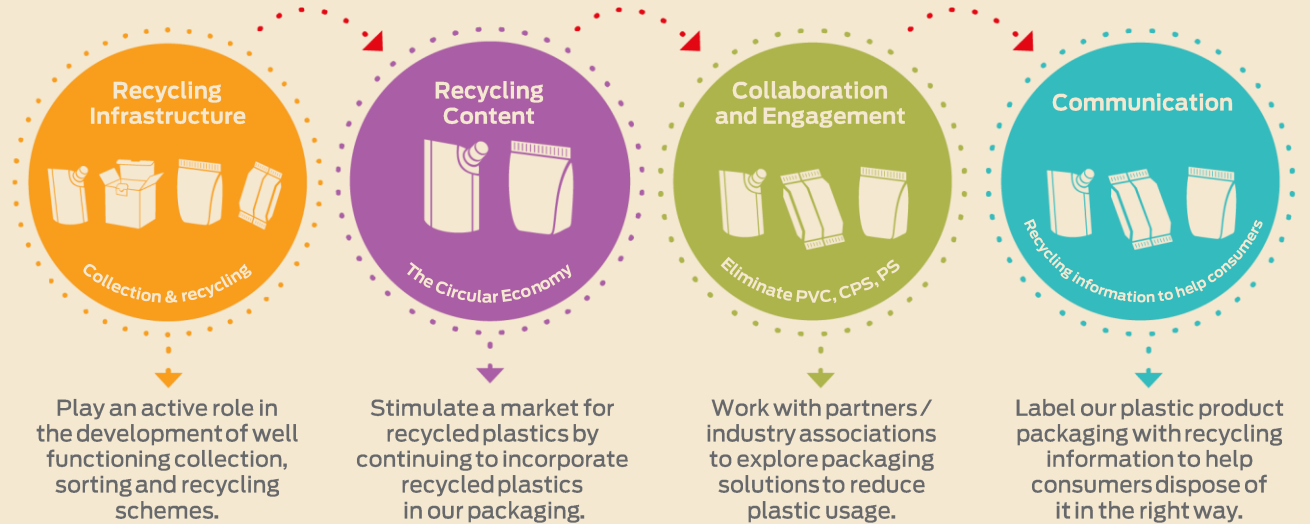 Recycling
Infrastructure
Collection & recycling
Play an active role in
the development of well
functioning collection,
sorting and recycling
schemes.
Recycling
Content
The Circular Economy
Stimulate a market for
recycled plastics by
continuing to incorporate
recycled plastics
in our packaging.
Collaboration
and Engagement
Eliminate PVC, CPS, PS
Work with partners /
industry associations
to explore packaging
solutions to reduce
plastic usage.
Communication
Recycling information to help consumers
Label our plastic product
packaging with recycling
information to help
consumers dispose of
it in the right way.